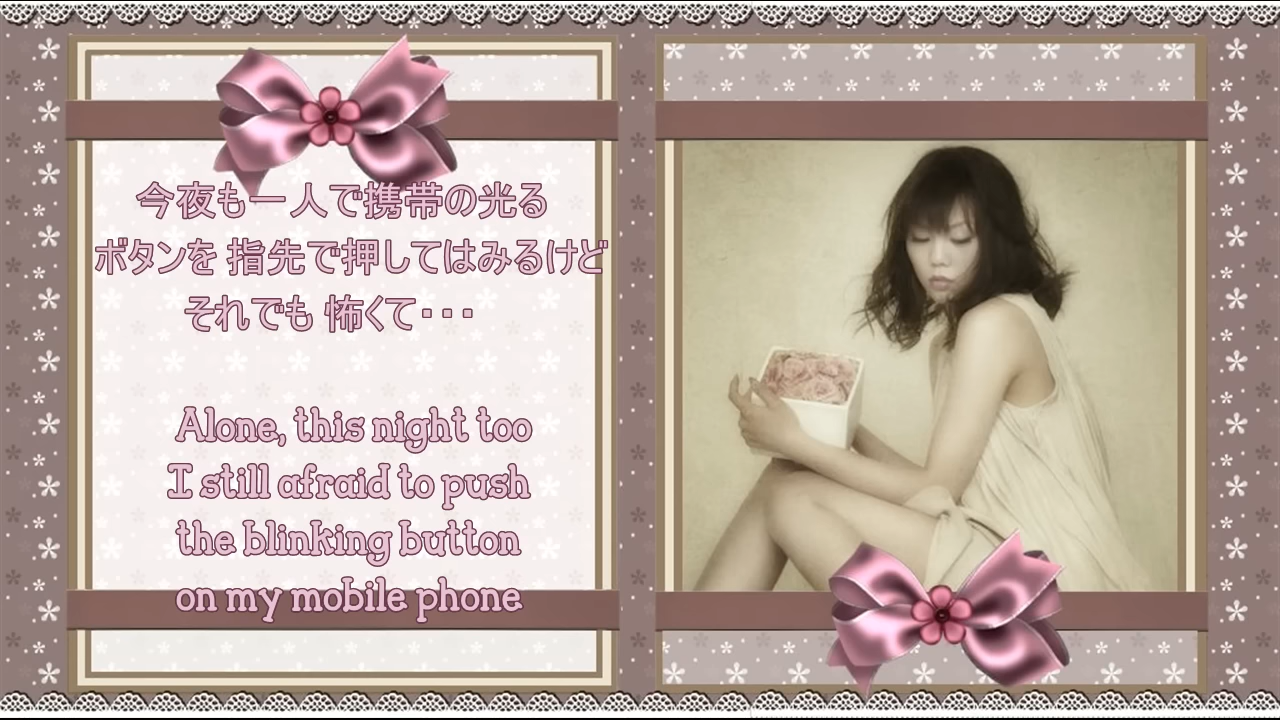 今夜も一人で携帯の光る
ボタンを 指先で押してはみるけど
それでも 怖くて・・・
Alone, this night too
I still afraid to push
the blinking button
on my mobile phone